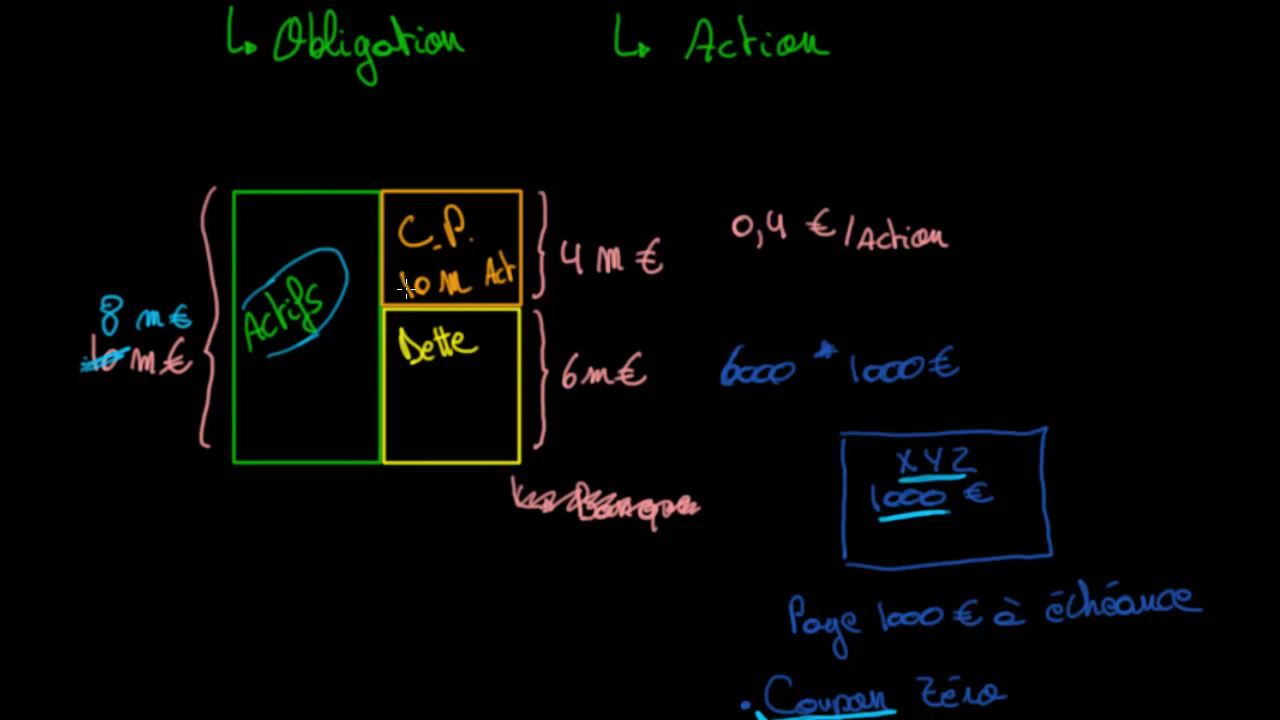 ↳ Obligation
↳ Action
C.P.
10 m Act
4 m €
0,4 € / Action
Actifs
8 m €
10 m €
Dette
6 m €
6000 * 1000 €
XYZ
1000 €
↳ Banque
Paye 1000 € à échéance
• Coupon Zéro